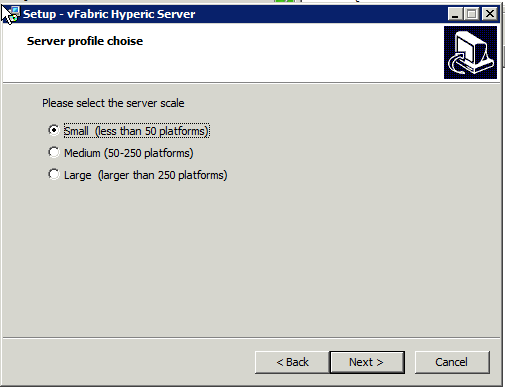 Setup - vFabric Hyperic Server
Server profile choise
Please select the server scale
Small (less than 50 platforms)
Medium (50-250 platforms)
Large (larger than 250 platforms)
< Back Next > Cancel